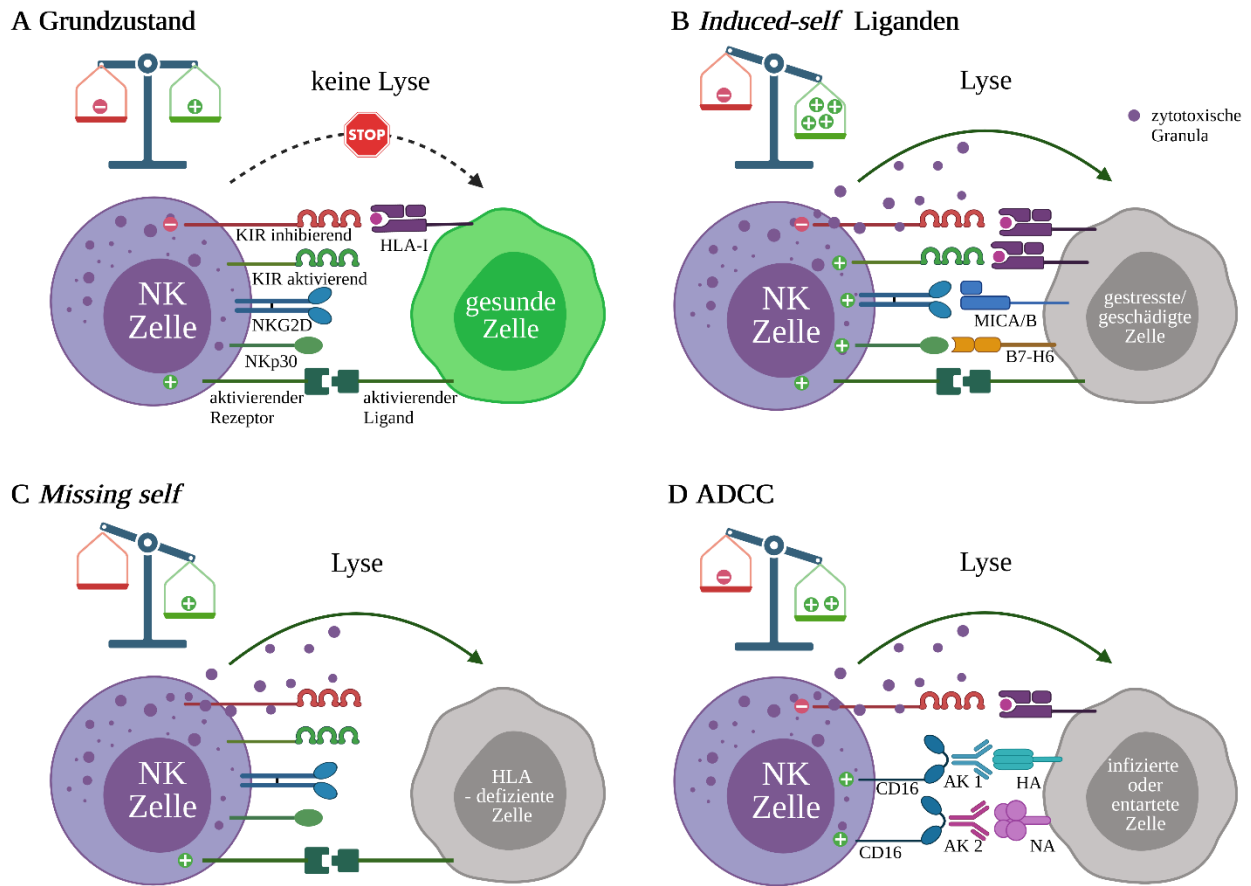 A Grundzustand
keine Lyse
STOP
KIR inhibierend
HLA-I
KIR aktivierend
NKG2D
NKp30
aktivierender
Rezeptor
aktivierender
Ligand
NK
Zelle
gesunde
Zelle
B Induced-self Liganden
Lyse
zytotoxische
Granula
NK
Zelle
MICA/B
B7-H6
gestresste/
geschädigte
Zelle
C Missing self
Lyse
NK
Zelle
HLA
- defiziente
Zelle
D ADCC
Lyse
NK
Zelle
CD16
AK 1
HA
CD16
AK 2
NA
infizierte
oder
entartete
Zelle